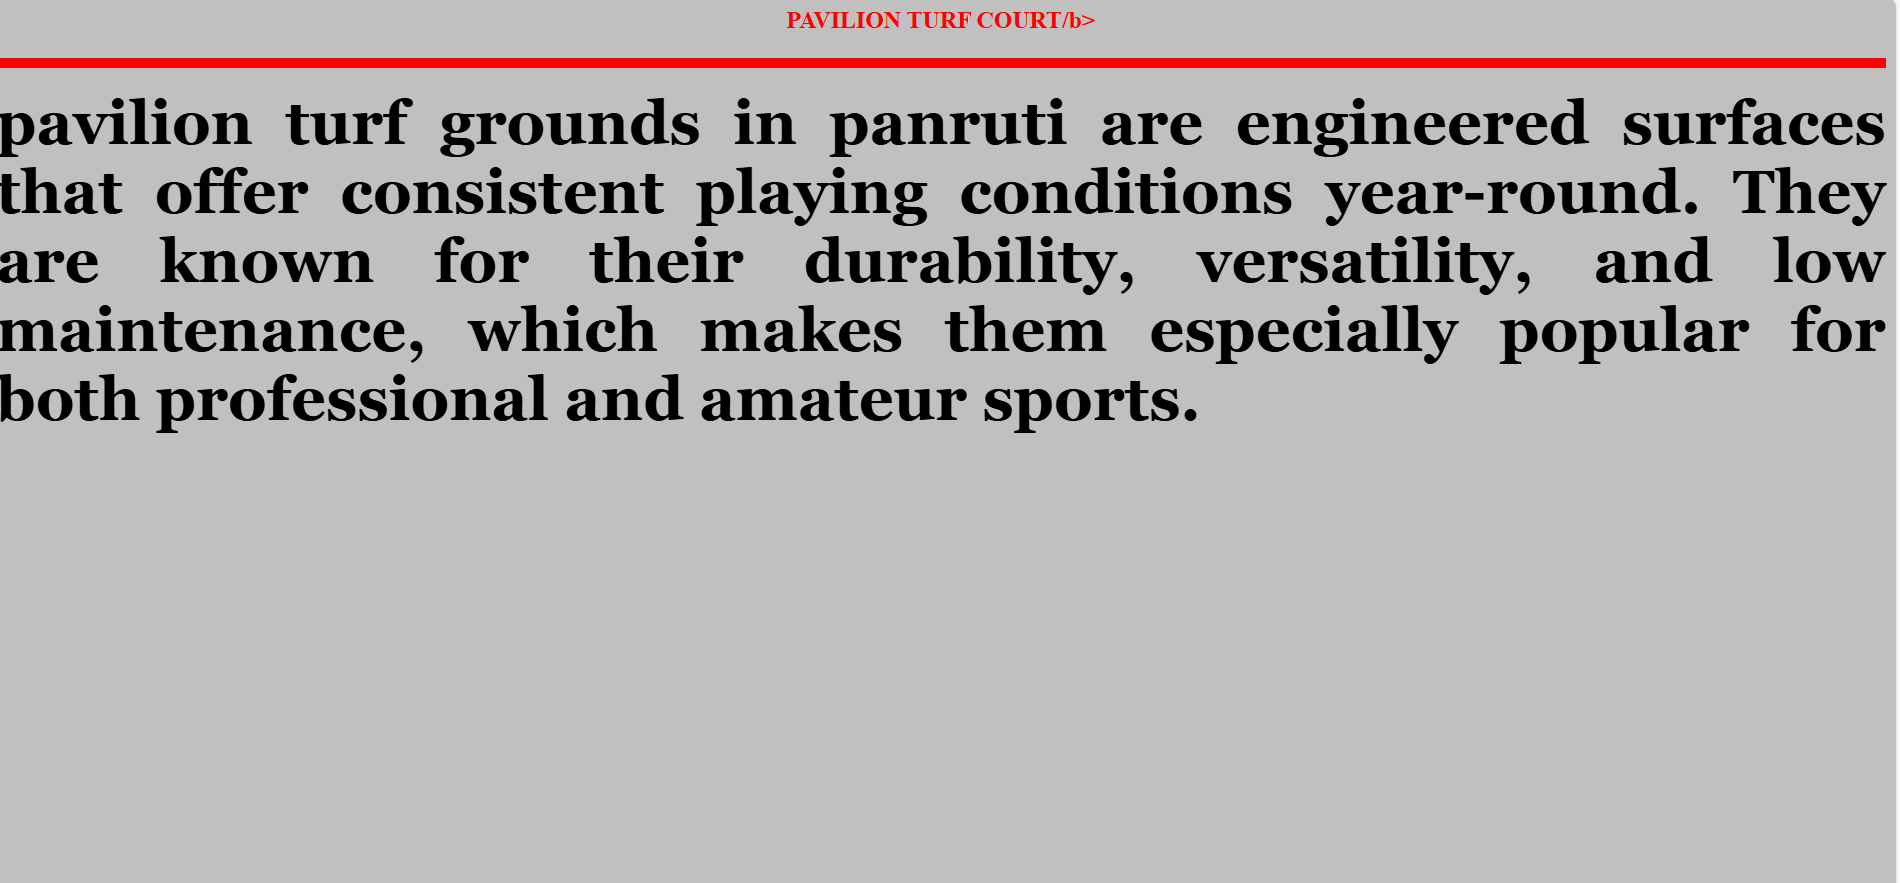 PAVILION TURF COURT/b>
pavilion turf grounds in panruti are engineered surfaces
that offer consistent playing conditions year-round. They
are known for their durability, versatility, and low
maintenance, which makes them especially popular for
both professional and amateur sports.